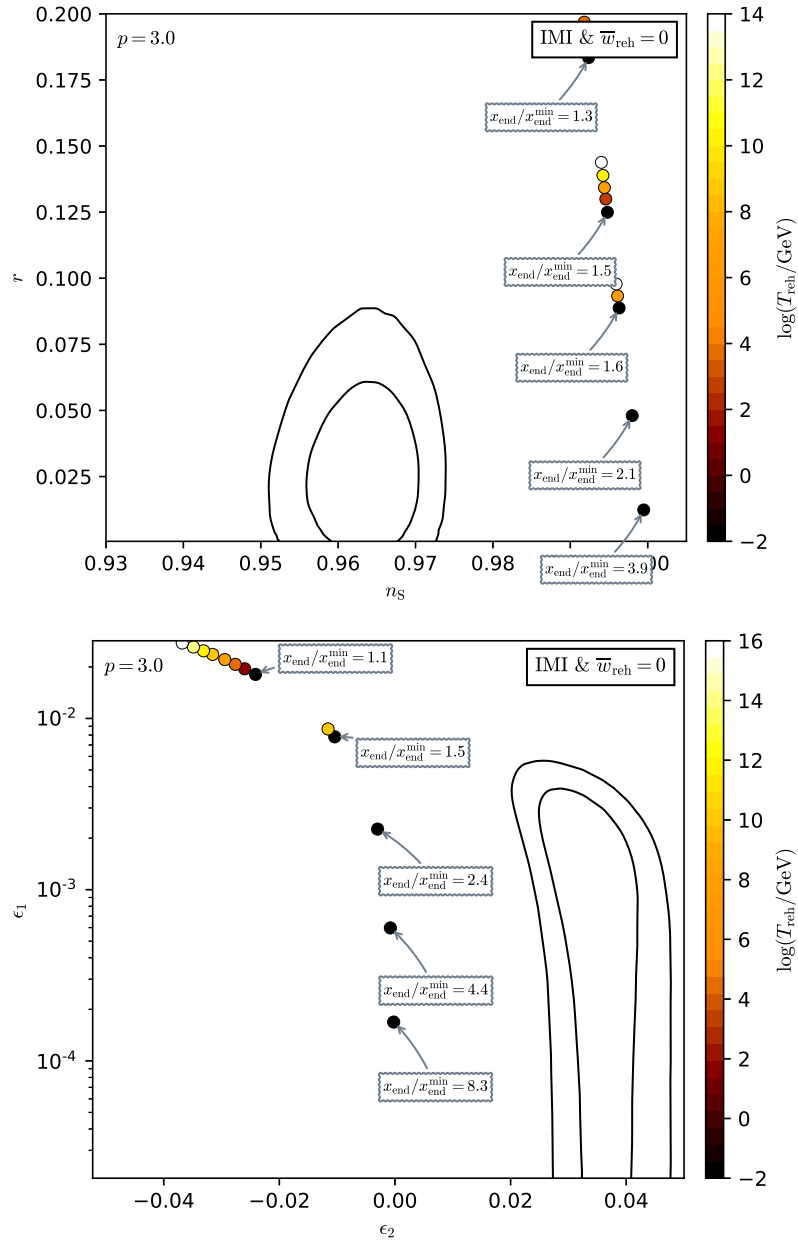 p = 3.0
IMI & w̅_reh = 0
0.200
0.175
0.150
0.125
0.100
0.075
0.050
0.025
r
x_end/x_end^min = 1.3
x_end/x_end^min = 1.5
x_end/x_end^min = 1.6
x_end/x_end^min = 2.1
x_end/x_end^min = 3.9
0.93 0.94 0.95 0.96 0.97 0.98 00
n_S
14
12
10
8
6
4
2
0
−2
log(T_reh/GeV)
p = 3.0
IMI & w̅_reh = 0
x_end/x_end^min = 1.1
x_end/x_end^min = 1.5
x_end/x_end^min = 2.4
x_end/x_end^min = 4.4
x_end/x_end^min = 8.3
10^-2
10^-3
10^-4
ϵ_1
−0.04 −0.02 0.00 0.02 0.04
ϵ_2
16
14
12
10
8
6
4
2
0
−2
log(T_reh/GeV)